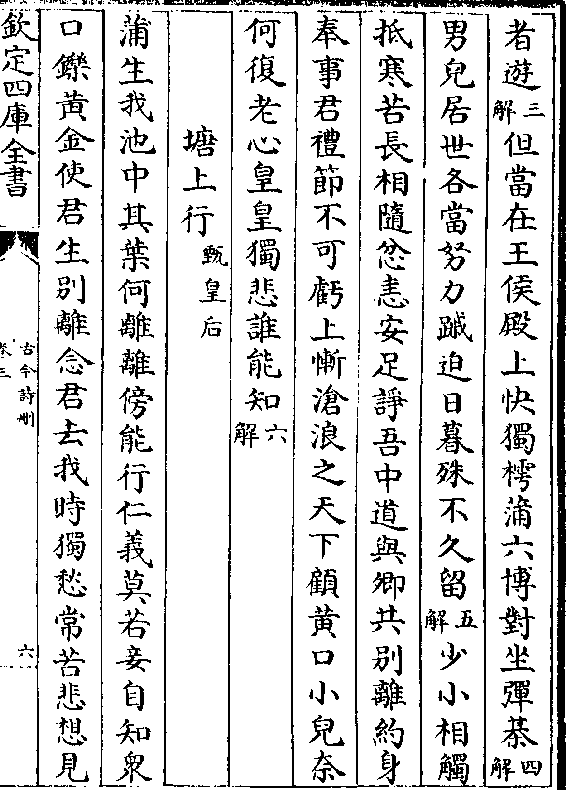 者遊三解但當在王侯殿上快獨樗蒲六博對坐彈棊四解
男兒居世各當努力蹴迫日暮殊不久留五解少小相觸
抵寒苦長相隨忿恚安足諍吾中道與卿共别離約身
奉事君禮節不可虧上慚滄浪之天下顧黄口小兒奈
何復老心皇皇獨悲誰能知六解
塘上行甄皇后
蒲生我池中其葉何離離傍能行仁義莫若妾自知衆
口鑠黄金使君生别離念君去我時獨愁常苦悲想見
欽定四庫全書
古今詩刪
卷三
六